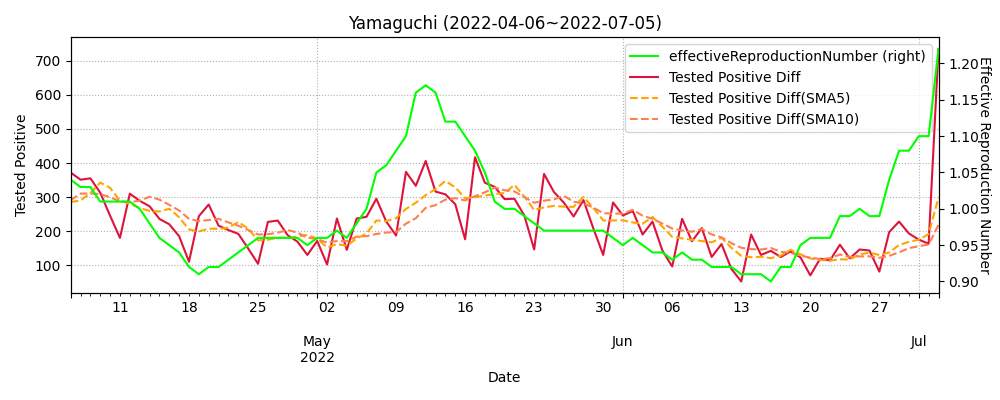 Yamaguchi (2022-04-06~2022-07-05)
effectiveReproductionNumber (right)
Tested Positive Diff
Tested Positive Diff(SMA5)
Tested Positive Diff(SMA10)
Tested Positive
700
600
500
400
300
200
100
1.20
1.15
1.10
1.05
1.00
0.95
0.90
Effective Reproduction Number
11 18 25 02 09 16 23 30 06 13 20 27
May Jun Jul
2022
Date